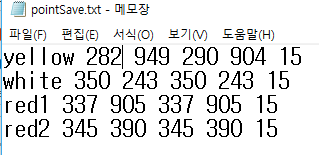 pointSave.txt - 메모장
파일(F) 편집(E) 서식(O) 보기(V) 도움말(H)
yellow 282 949 290 904 15
white 350 243 350 243 15
red1 337 905 337 905 15
red2 345 390 345 390 15